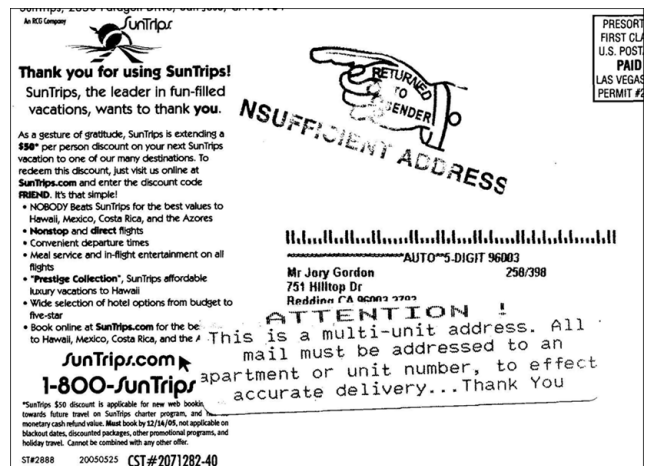 An RCG Company
SunTrips
Thank you for using SunTrips!
SunTrips, the leader in fun-filled
vacations, wants to thank you.
As a gesture of gratitude, SunTrips is extending a
$50* per person discount on your next SunTrips
vacation to one of our many destinations. To
redeem this discount, just visit us online at
SunTrips.com and enter the discount code
FRIEND. It's that simple!
• NOBODY Beats SunTrips for the best values to
Hawaii, Mexico, Costa Rica, and the Azores
• Nonstop and direct flights
• Convenient departure times
• Meal service and in-flight entertainment on all
flights
• "Prestige Collection", SunTrips affordable
luxury vacations to Hawaii
• Wide selection of hotel options from budget to
five-star
• Book online at SunTrips.com for the be
to Hawaii, Mexico, Costa Rica, and the A
SunTrips.com
1-800-SunTrips
*SunTrips $50 discount is applicable for new web bookin
towards future travel on SunTrips charter program, and
monetary cash refund value. Must book by 12/14/05, not applicable on
blackout dates, discounted packages, other promotional programs, and
holiday travel. Cannot be combined with any other offer.
ST#2888 20050525 CST#2071282-40
RETURNED
TO
SENDER
NSUFFICIENT ADDRESS
PRESORT
FIRST CLA
U.S. POST
PAID
LAS VEGAS
PERMIT #2
AUTO**5-DIGIT 96003
Mr Jory Gordon 258/398
751 Hilltop Dr
Redding CA 96003
ATTENTION !
This is a multi-unit address. All
mail must be addressed to an
apartment or unit number, to effect
accurate delivery...Thank You